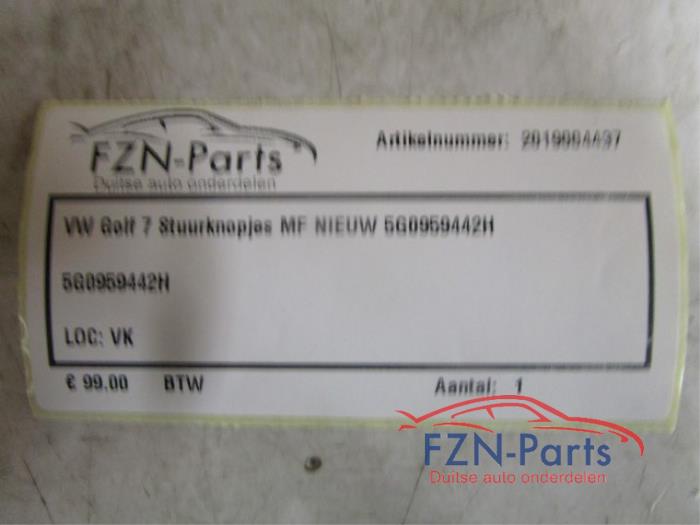 FZN-Parts
Duitse auto onderdelen
Artikelnummer: 2019004437
VW Golf 7 Stuurknopjes MF NIEUW 5G0959442H
5G0959442H
LOC: VK
€ 99.00 BTW Aantal: 1
FZN-Parts
Duitse auto onderdelen